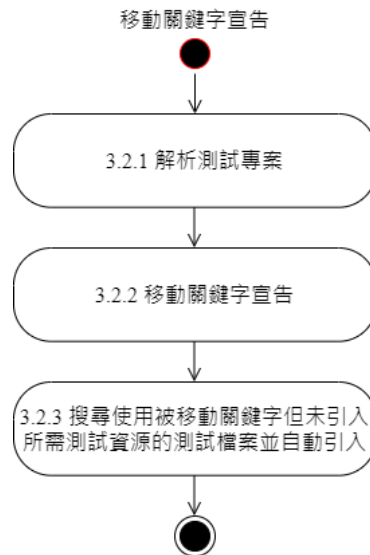 移動關鍵字宣告
3.2.1 解析測試專案
3.2.2 移動關鍵字宣告
3.2.3 搜尋使用被移動關鍵字但未引入
所需測試資源的測試檔案並自動引入